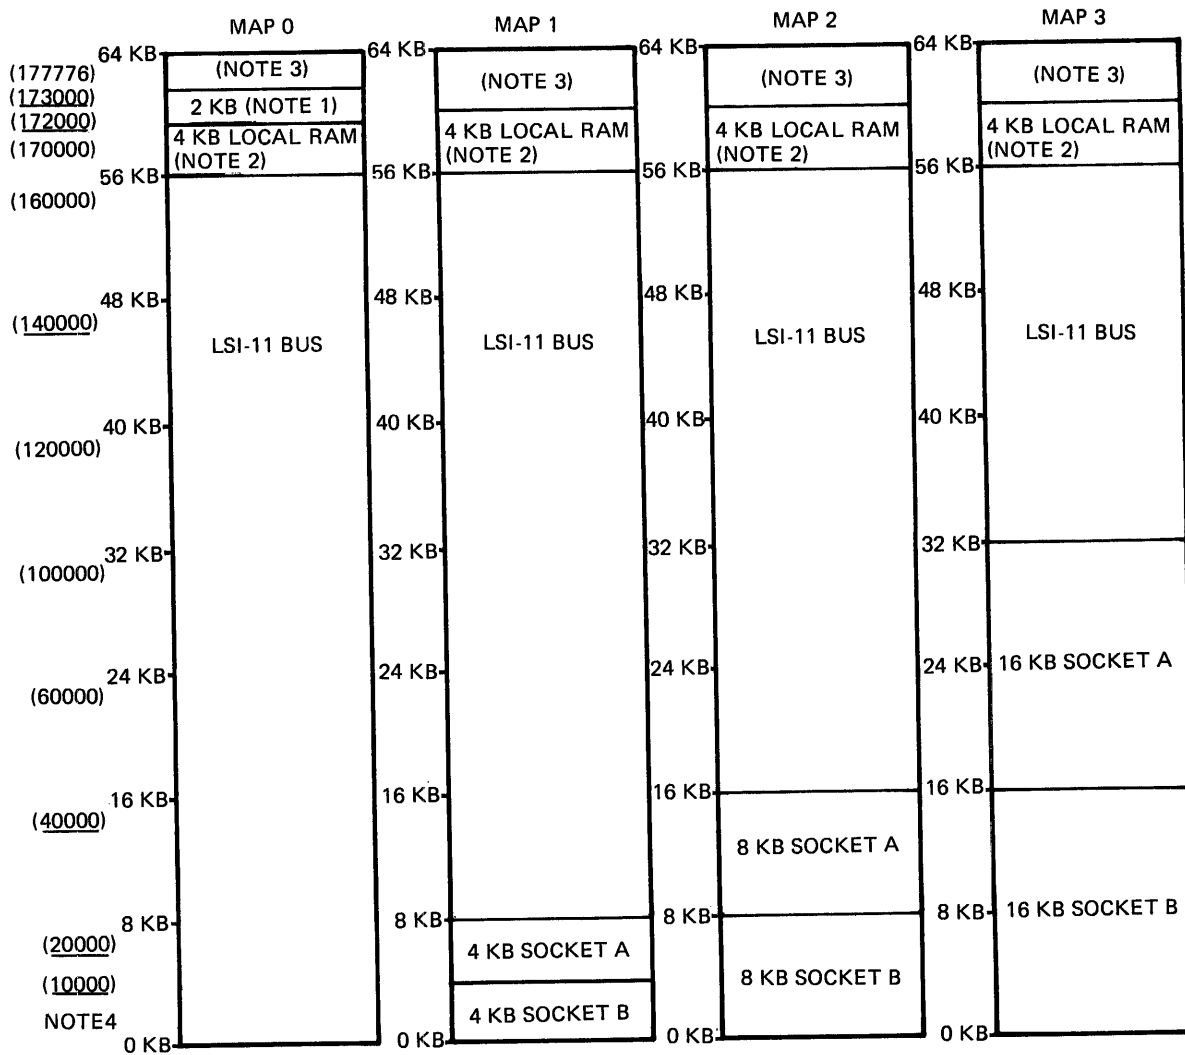 MAP 0
MAP 1
MAP 2
MAP 3
64 KB
64 KB
64 KB
64 KB
(177776)
(NOTE 3)
(NOTE 3)
(NOTE 3)
(NOTE 3)
(173000)
2 KB (NOTE 1)
(172000)
4 KB LOCAL RAM
(NOTE 2)
4 KB LOCAL RAM
(NOTE 2)
4 KB LOCAL RAM
(NOTE 2)
4 KB LOCAL RAM
(NOTE 2)
(170000)
56 KB
56 KB
56 KB
56 KB
(160000)
48 KB
48 KB
48 KB
48 KB
(140000)
LSI-11 BUS
LSI-11 BUS
LSI-11 BUS
LSI-11 BUS
40 KB
40 KB
40 KB
40 KB
(120000)
32 KB
32 KB
32 KB
32 KB
(100000)
24 KB
24 KB
24 KB
24 KB
16 KB SOCKET A
(60000)
16 KB
16 KB
16 KB
16 KB
(40000)
8 KB SOCKET A
8 KB
8 KB
8 KB
8 KB
16 KB SOCKET B
(20000)
4 KB SOCKET A
(10000)
8 KB SOCKET B
NOTE4
4 KB SOCKET B
0 KB
0 KB
0 KB
0 KB